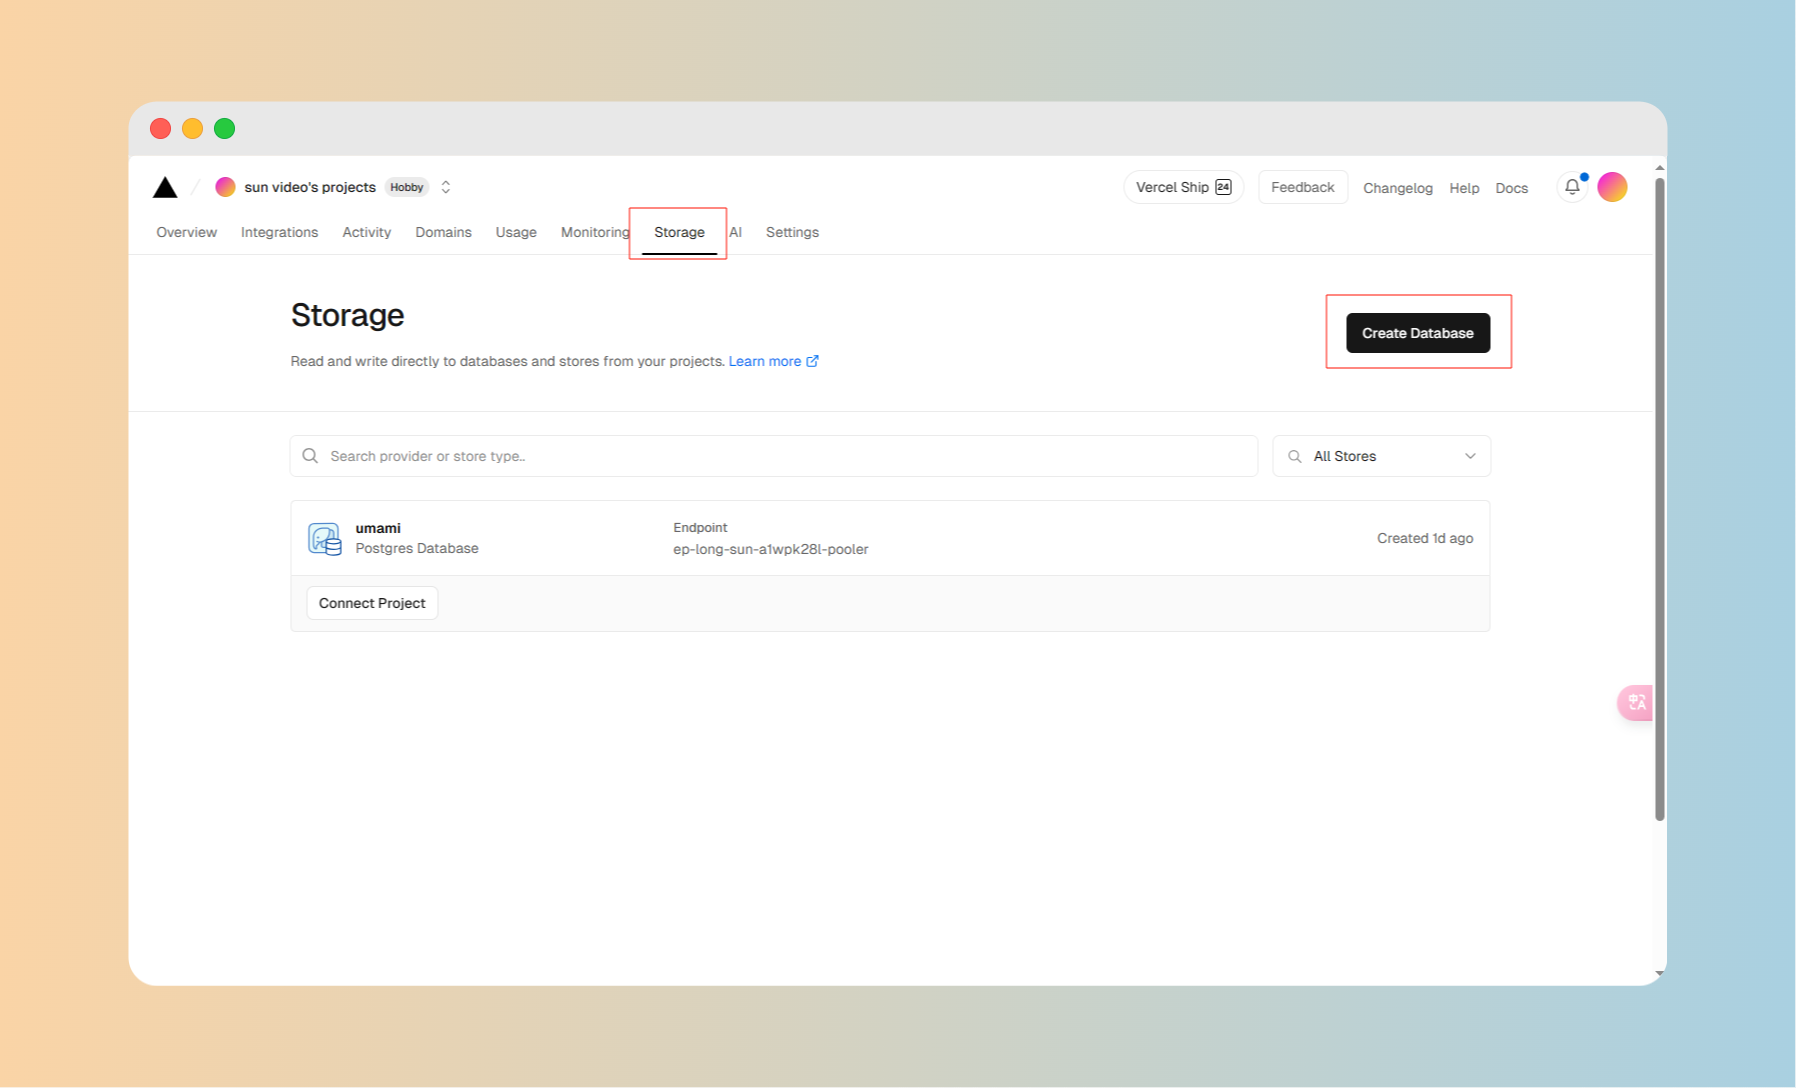 sun video's projects Hobby
Vercel Ship 24 Feedback Changelog Help Docs
Overview Integrations Activity Domains Usage Monitoring Storage AI Settings
Storage
Create Database
Read and write directly to databases and stores from your projects. Learn more
Search provider or store type..
All Stores
umami
Postgres Database
Endpoint
ep-long-sun-a1wpk28l-pooler
Created 1d ago
Connect Project
中 A